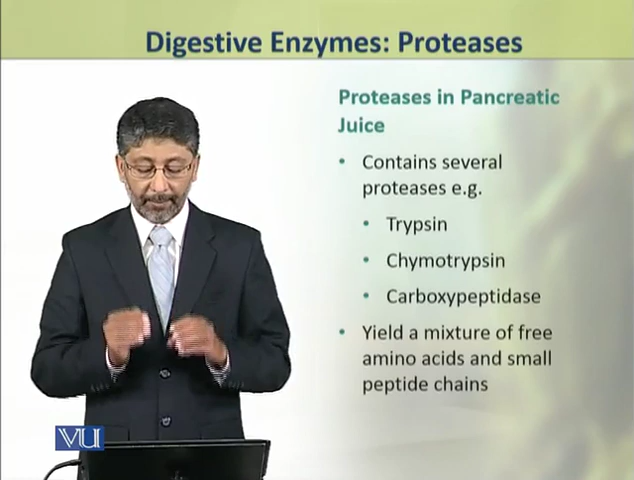 Digestive Enzymes: Proteases
Proteases in Pancreatic
Juice
• Contains several
proteases e.g.
• Trypsin
• Chymotrypsin
• Carboxypeptidase
• Yield a mixture of free
amino acids and small
peptide chains
VU